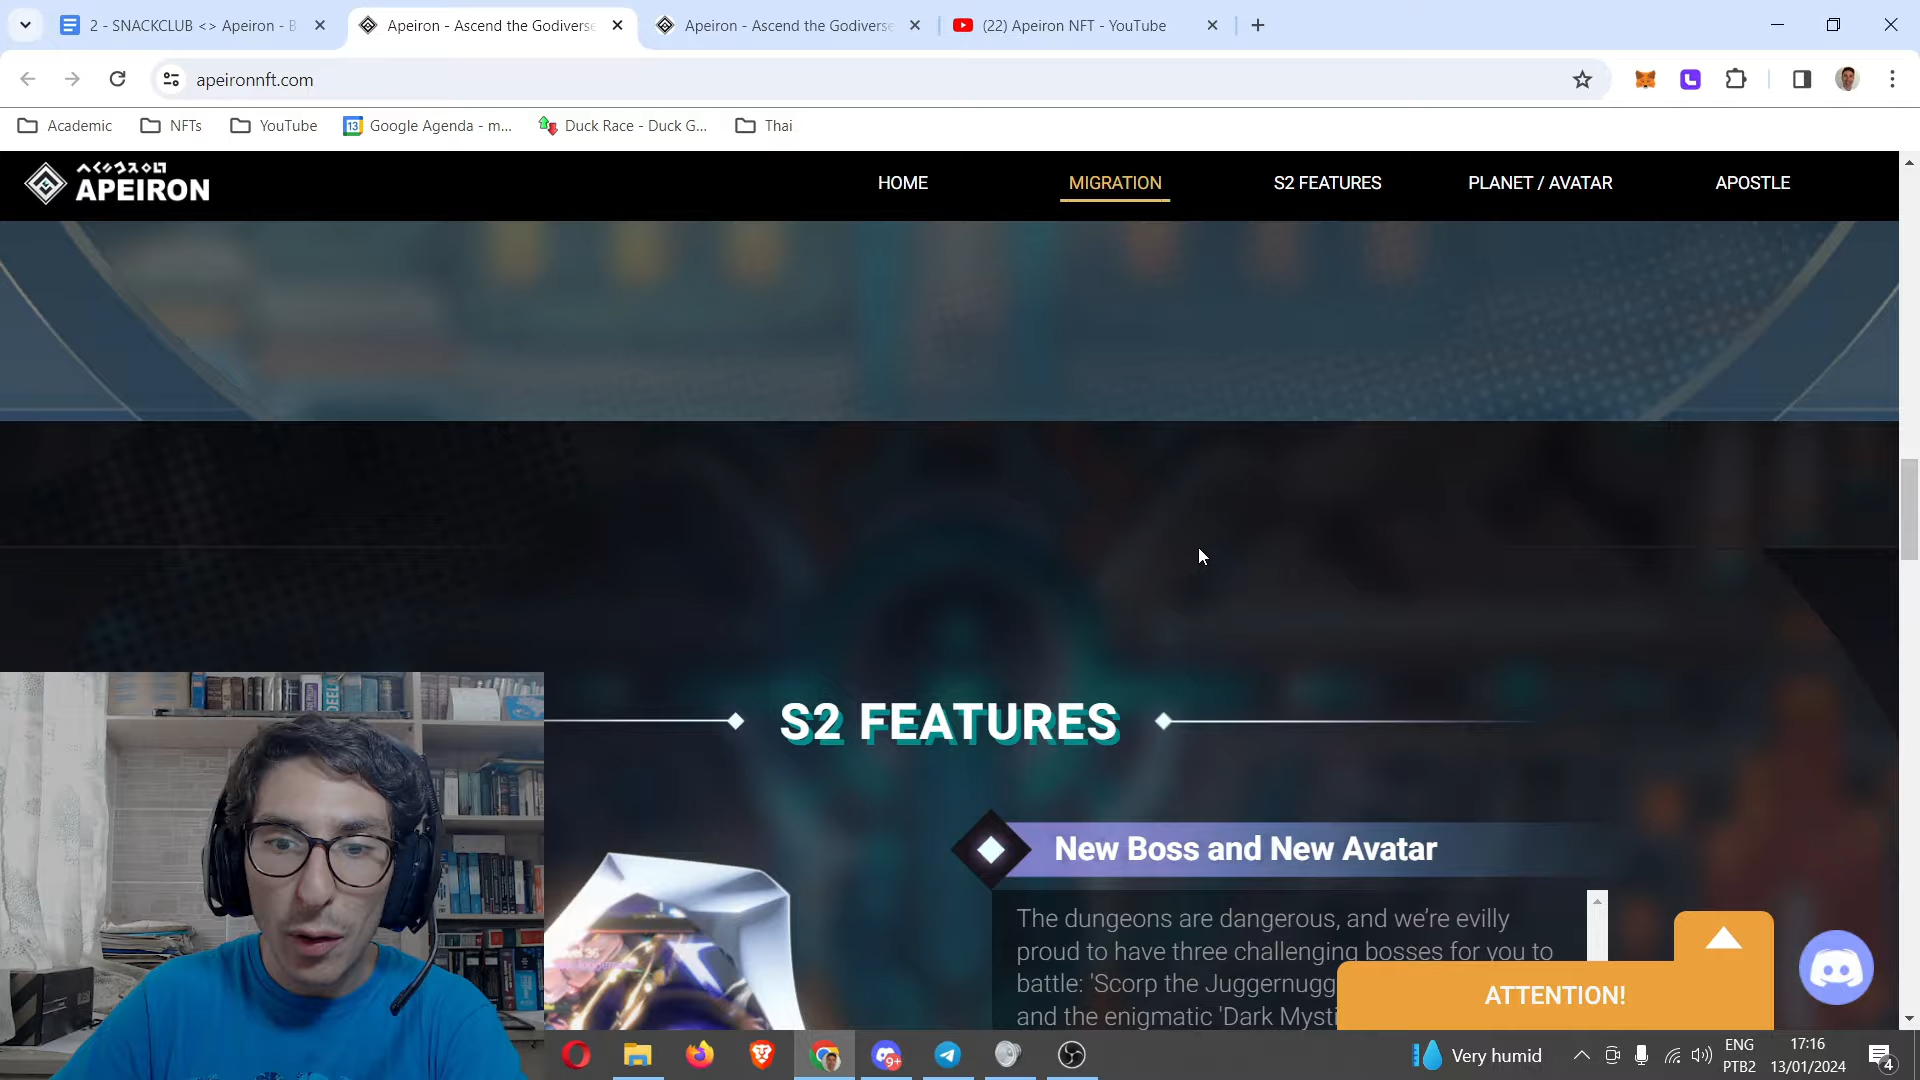 2 - SNACKCLUB <> Apeiron - B
Apeiron - Ascend the Godiverse
Apeiron - Ascend the Godiverse
(22) Apeiron NFT - YouTube
apeironnft.com
Academic
NFTs
YouTube
13
Google Agenda - m...
Duck Race - Duck G...
Thai
APEIRON
HOME
MIGRATION
S2 FEATURES
PLANET / AVATAR
APOSTLE
S2 FEATURES
New Boss and New Avatar
The dungeons are dangerous, and we're evilly
proud to have three challenging bosses for you to
battle: 'Scorp the Juggernugg
and the enigmatic 'Dark Mysti
ATTENTION!
9+
Very humid
ENG
PTB2
17:16
13/01/2024
4